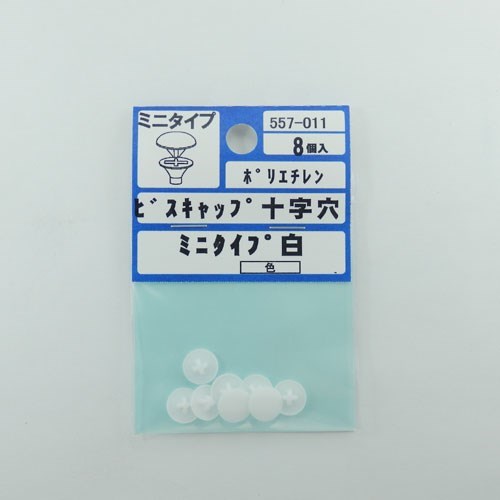 ミニタイプ
557-011
8個入
ﾎﾟﾘｴﾁﾚﾝ
ﾋﾞｽｷｬｯﾌﾟ十字穴
ﾐﾆﾀｲﾌﾟ白
色